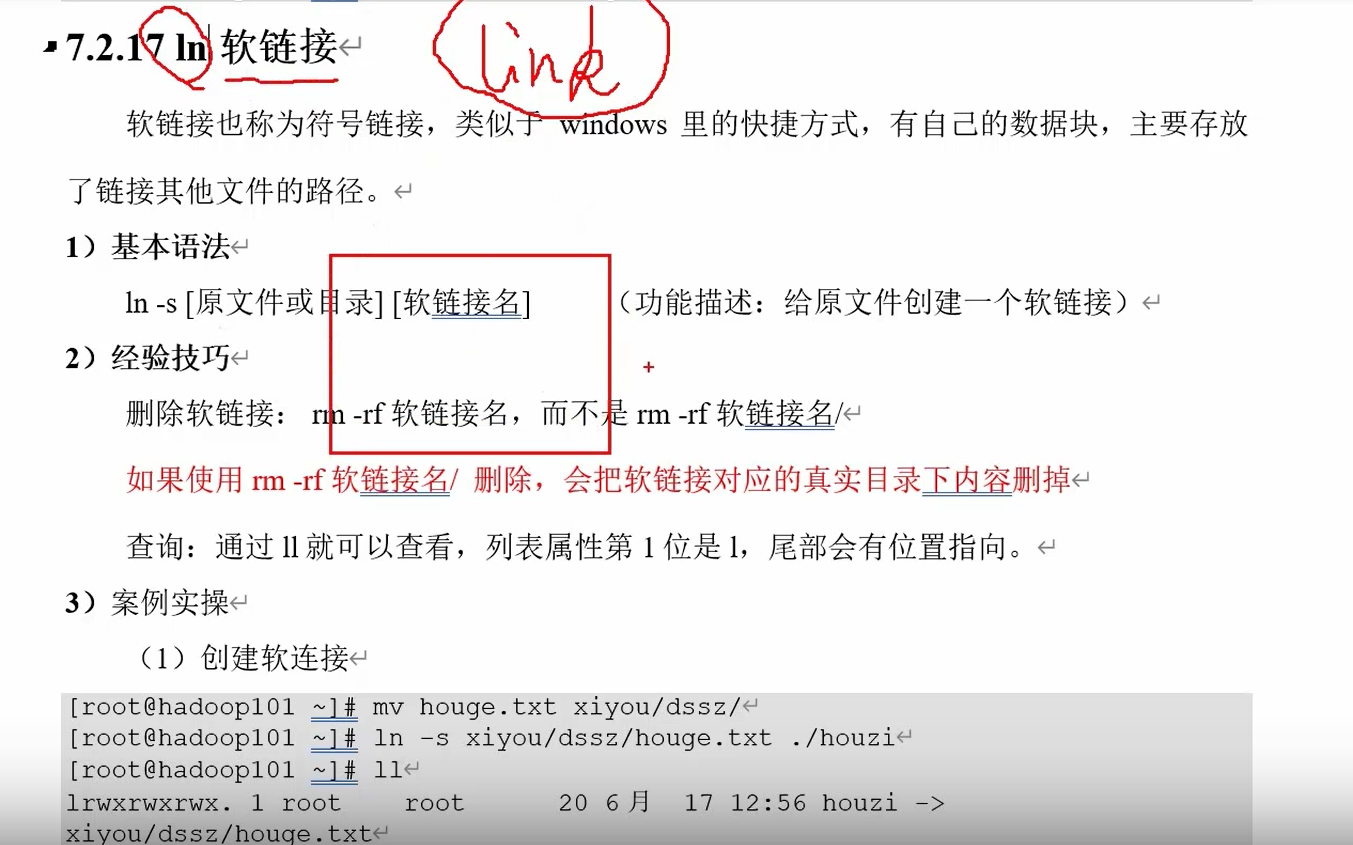 7.2.17 ln 软链接
link
软链接也称为符号链接，类似于 windows 里的快捷方式，有自己的数据块，主要存放
了链接其他文件的路径。
1）基本语法
ln -s [原文件或目录] [软链接名] （功能描述：给原文件创建一个软链接）
2）经验技巧
删除软链接： rm -rf 软链接名，而不是 rm -rf 软链接名/
如果使用 rm -rf 软链接名/ 删除，会把软链接对应的真实目录下内容删掉
查询：通过 ll 就可以查看，列表属性第 1 位是 l，尾部会有位置指向。
3）案例实操
（1）创建软连接
[root@hadoop101 ~]# mv houge.txt xiyou/dssz/
[root@hadoop101 ~]# ln -s xiyou/dssz/houge.txt ./houzi
[root@hadoop101 ~]# ll
lrwxrwxrwx. 1 root root 20 6月 17 12:56 houzi ->
xiyou/dssz/houge.txt